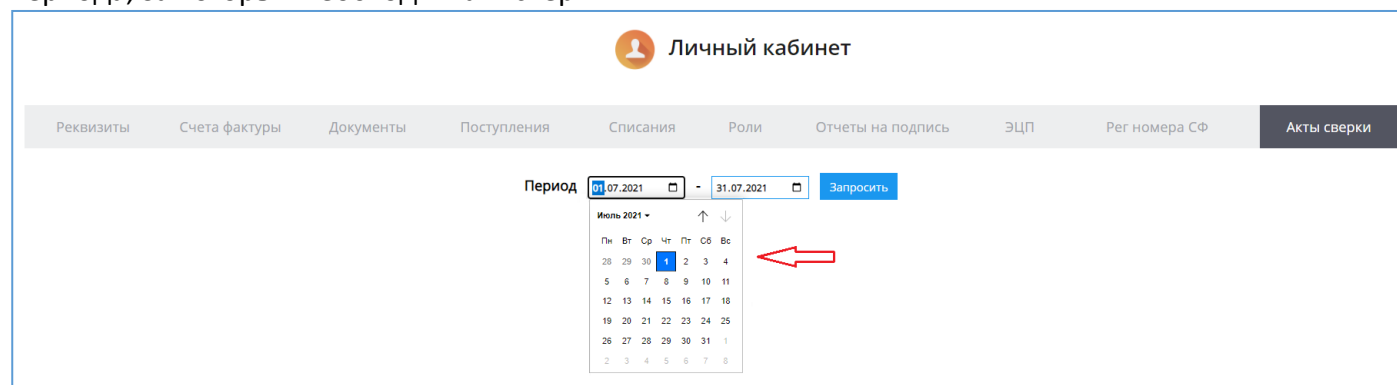 Личный кабинет
Реквизиты Счета фактуры Документы Поступления Списания Роли Отчеты на подпись ЭЦП Рег номера СФ Акты сверки
Период 01.07.2021 - 31.07.2021 Запросить
Июль 2021
Пн Вт Ср Чт Пт Сб Вс
28 29 30 1 2 3 4
5 6 7 8 9 10 11
12 13 14 15 16 17 18
19 20 21 22 23 24 25
26 27 28 29 30 31 1
2 3 4 5 6 7 8